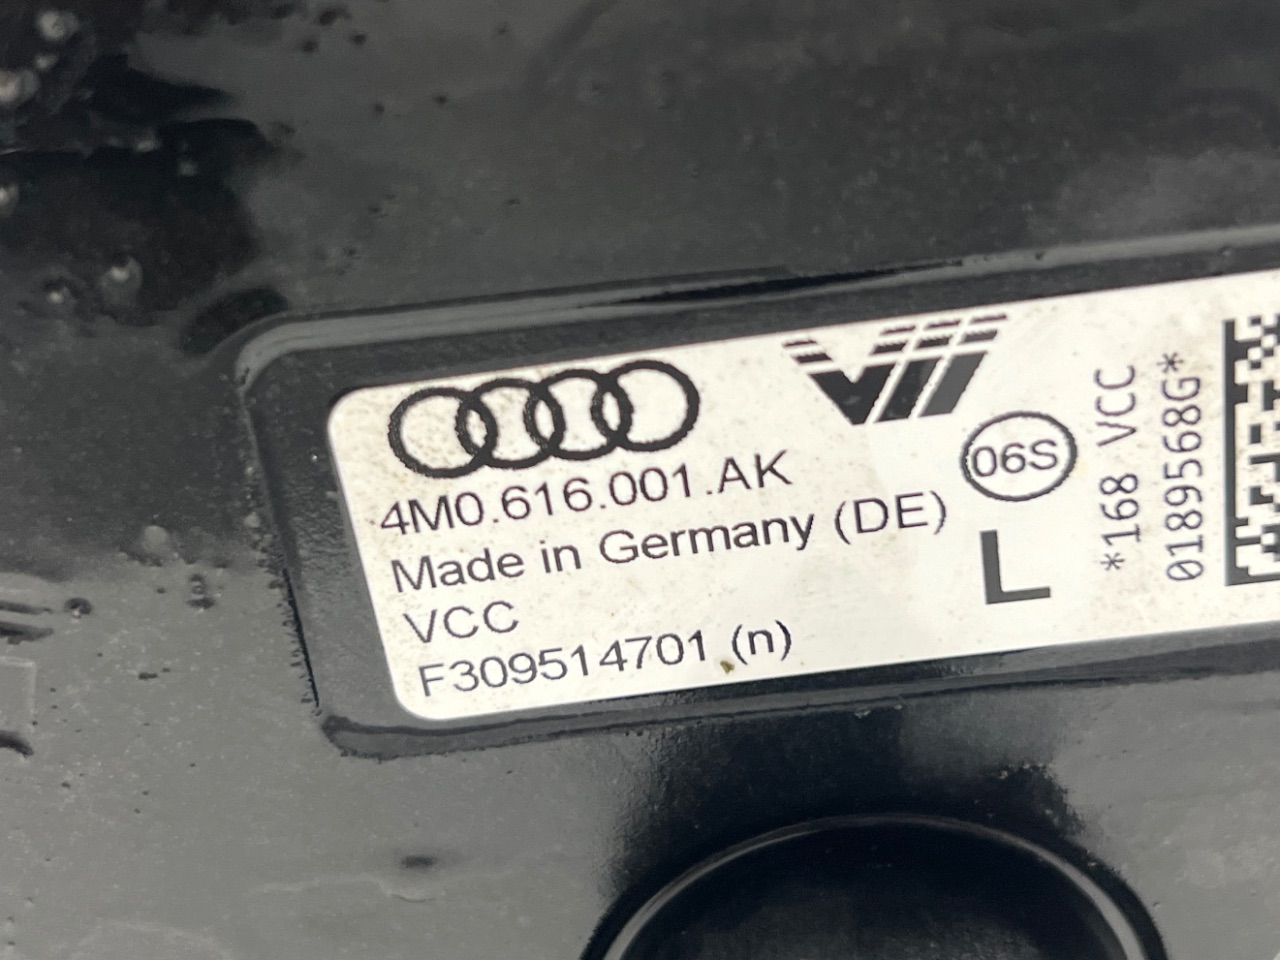 4M0.616.001.AK
Made in Germany (DE)
VCC
F309514701 (n)
06S
L
*168 VCC
0189568G*